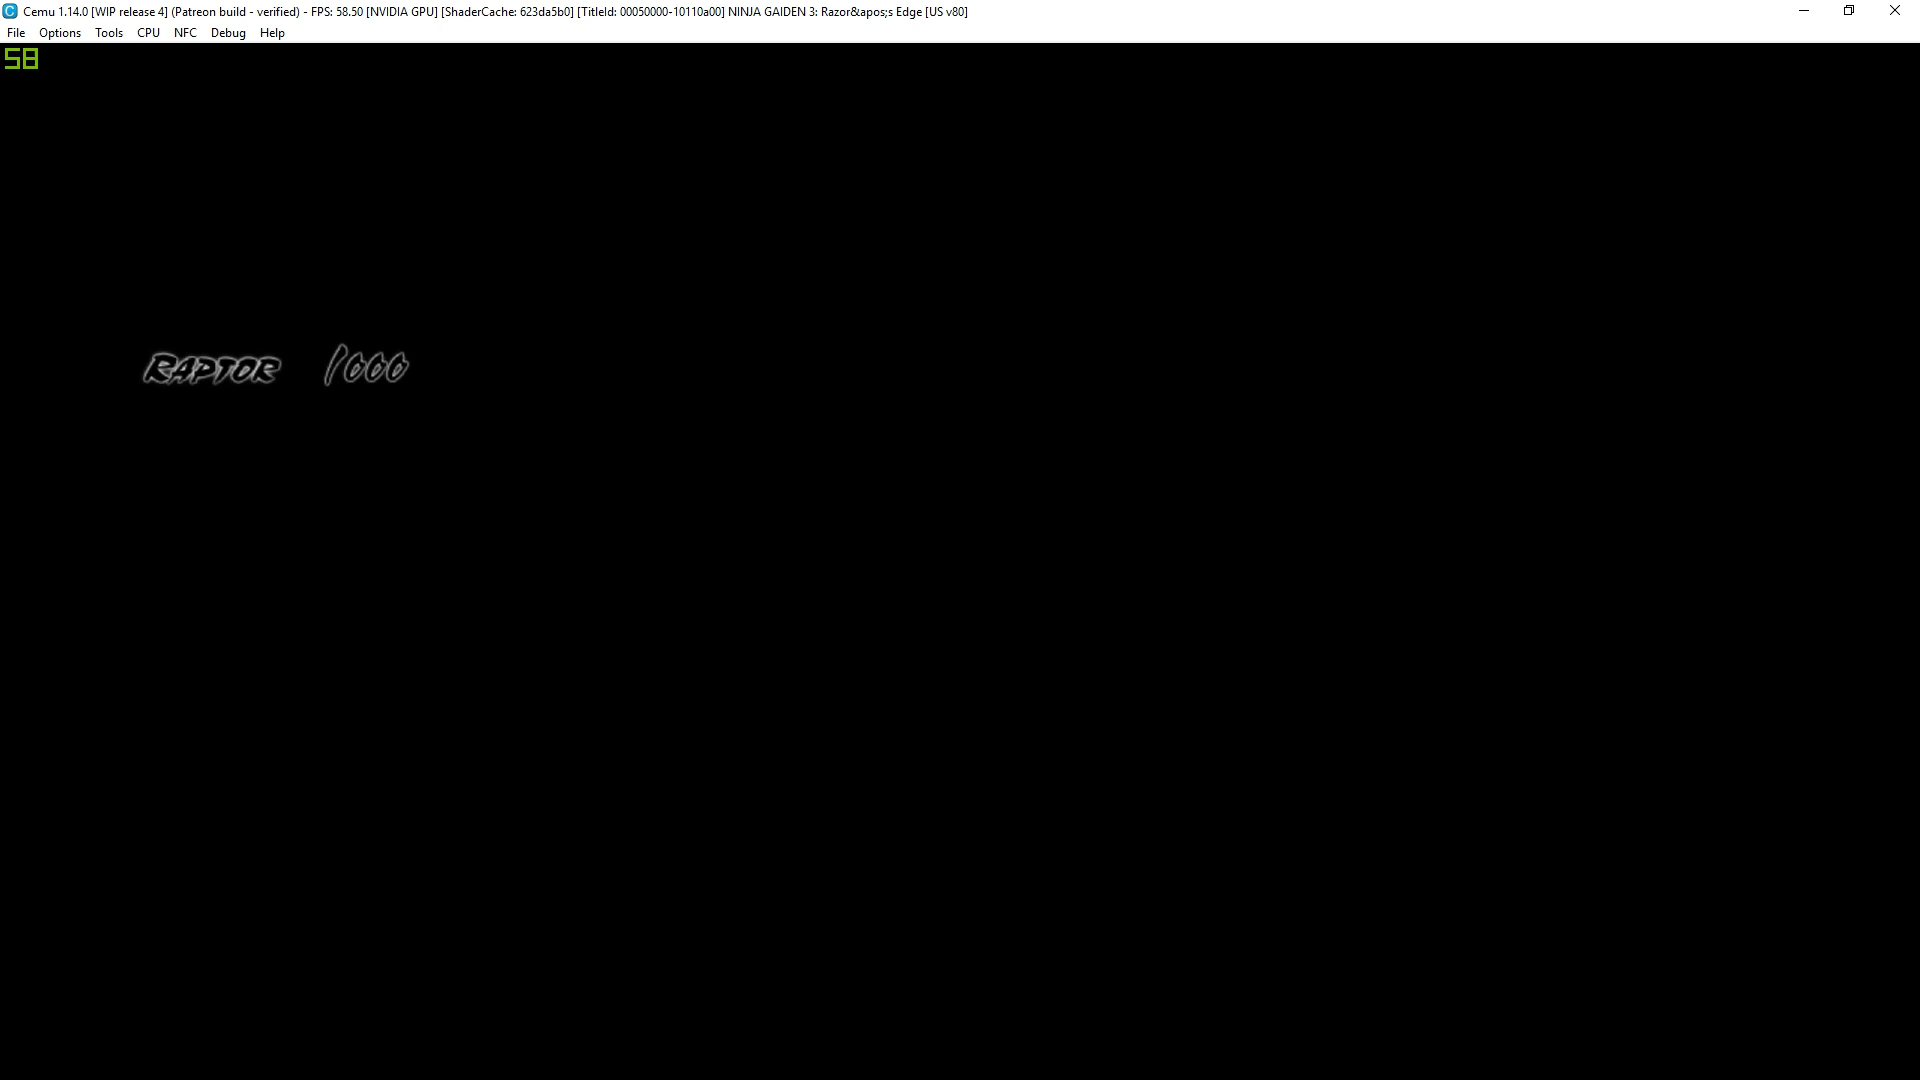 Cemu 1.14.0 [WIP release 4] (Patreon build - verified) - FPS: 58.50 [NVIDIA GPU] [ShaderCache: 623da5b0] [TitleId: 00050000-10110a00] NINJA GAIDEN 3: Razor&apos;s Edge [US v80]
File Options Tools CPU NFC Debug Help
58
RAPTOR 1000